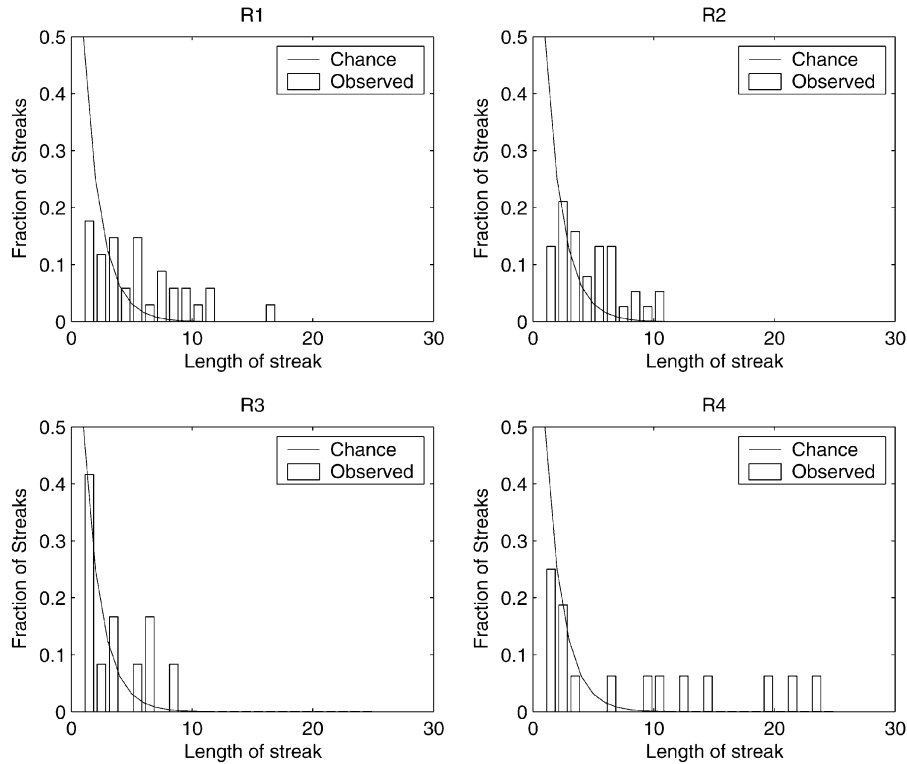 R1
0.5
0.4
0.3
0.2
0.1
0
Fraction of Streaks
Chance
Observed
0 10 20 30
Length of streak
R2
0.5
0.4
0.3
0.2
0.1
0
Fraction of Streaks
Chance
Observed
0 10 20 30
Length of streak
R3
0.5
0.4
0.3
0.2
0.1
0
Fraction of Streaks
Chance
Observed
0 10 20 30
Length of streak
R4
0.5
0.4
0.3
0.2
0.1
0
Fraction of Streaks
Chance
Observed
0 10 20 30
Length of streak